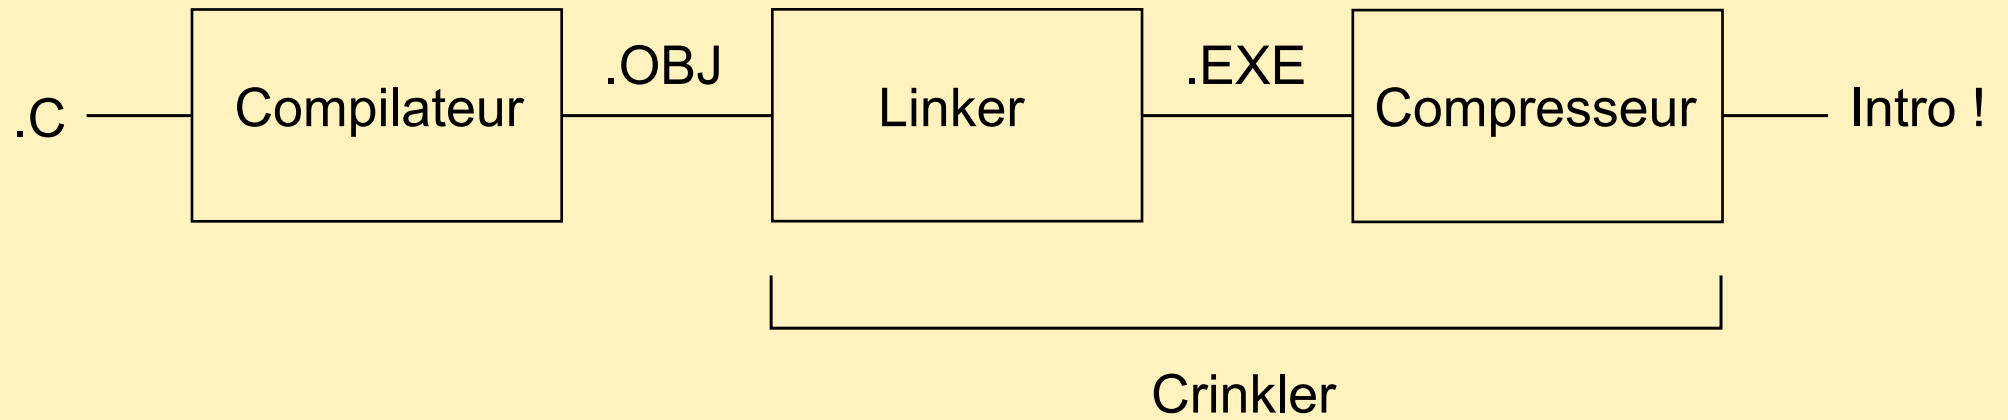 .C
Compilateur
.OBJ
Linker
.EXE
Compresseur
Intro !
Crinkler